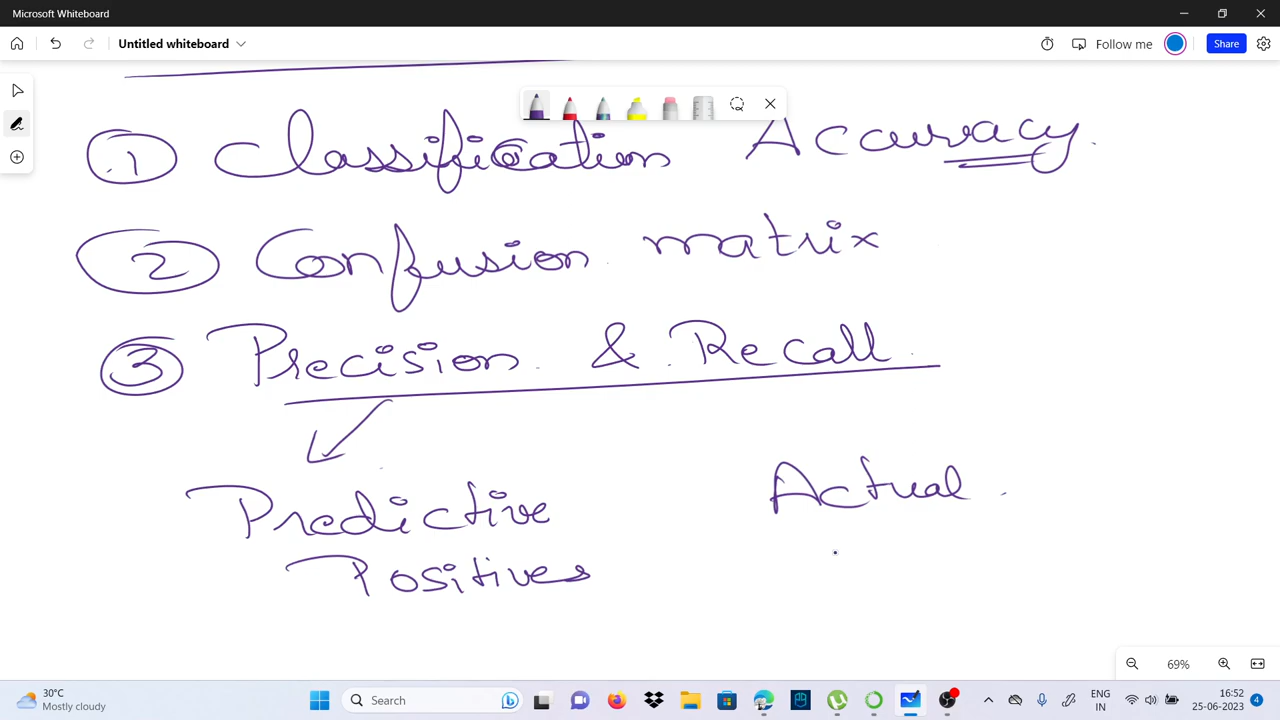 Microsoft Whiteboard
Untitled whiteboard
Follow me
Share
① Classification Accuracy.
② Confusion matrix
③ Precision & Recall.
Predictive Actual.
Positives
69%
30°C
Mostly cloudy
Search
ENG
IN
16:52
25-06-2023
4